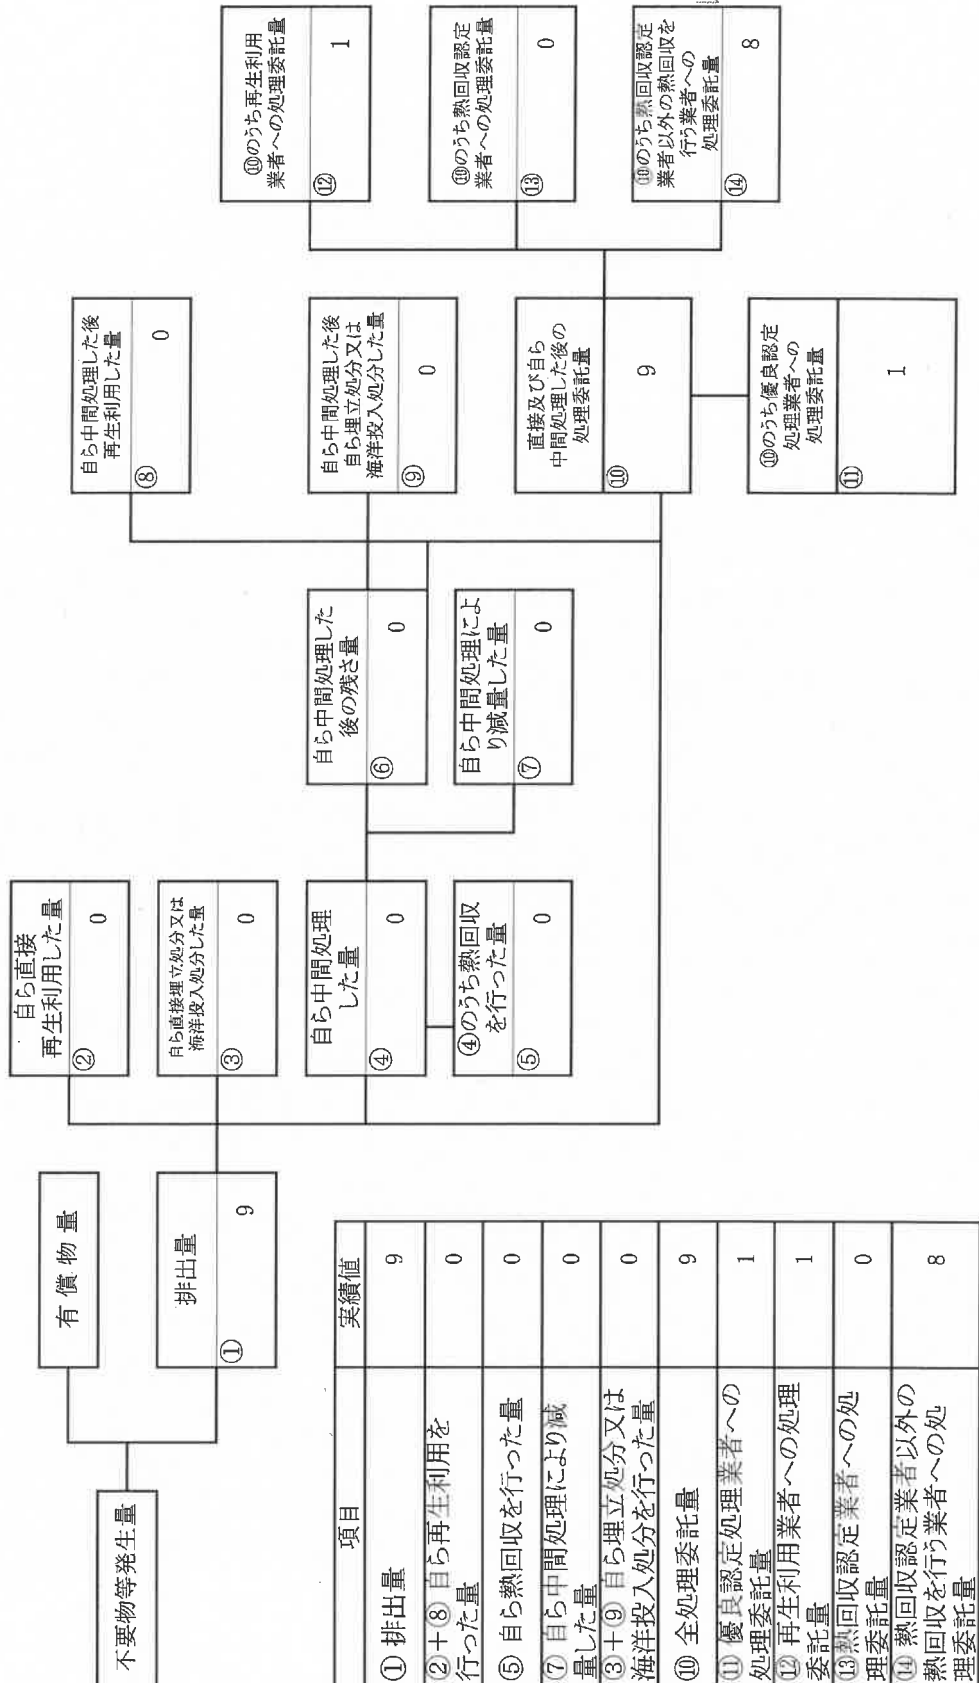 不要物等発生量
有償物量
排出量
① 9
自ら直接
再生利用した量
② 0
自ら直接埋立処分又は
海洋投入処分した量
③ 0
自ら中間処理
した量
④ 0
④のうち熱回収
を行った量
⑤ 0
自ら中間処理した
後の残さ量
⑥ 0
自ら中間処理によ
り減量した量
⑦ 0
自ら中間処理した後
再生利用した量
⑧ 0
自ら中間処理した後
自ら埋立処分又は
海洋投入処分した量
⑨ 0
直接及び自ら
中間処理した後の
処理委託量
⑩ 9
⑩のうち優良認定
処理業者への
処理委託量
⑪ 1
⑩のうち再生利用
業者への処理委託量
⑫ 1
⑩のうち熱回収認定
業者への処理委託量
⑬ 0
⑩のうち熱回収認定
業者以外の熱回収を
行う業者への
処理委託量
⑭ 8
項目 実績値
① 排出量 9
②+⑧ 自ら再生利用を
行った量 0
⑤ 自ら熱回収を行った量 0
⑦ 自ら中間処理により減
量した量 0
③+⑨ 自ら埋立処分又は
海洋投入処分を行った量 0
⑩ 全処理委託量 9
⑪ 優良認定処理業者への
処理委託量 1
⑫ 再生利用業者への処理
委託量 1
⑬熱回収認定業者への処
理委託量 0
⑭ 熱回収認定業者以外の
熱回収を行う業者への処
理委託量 8